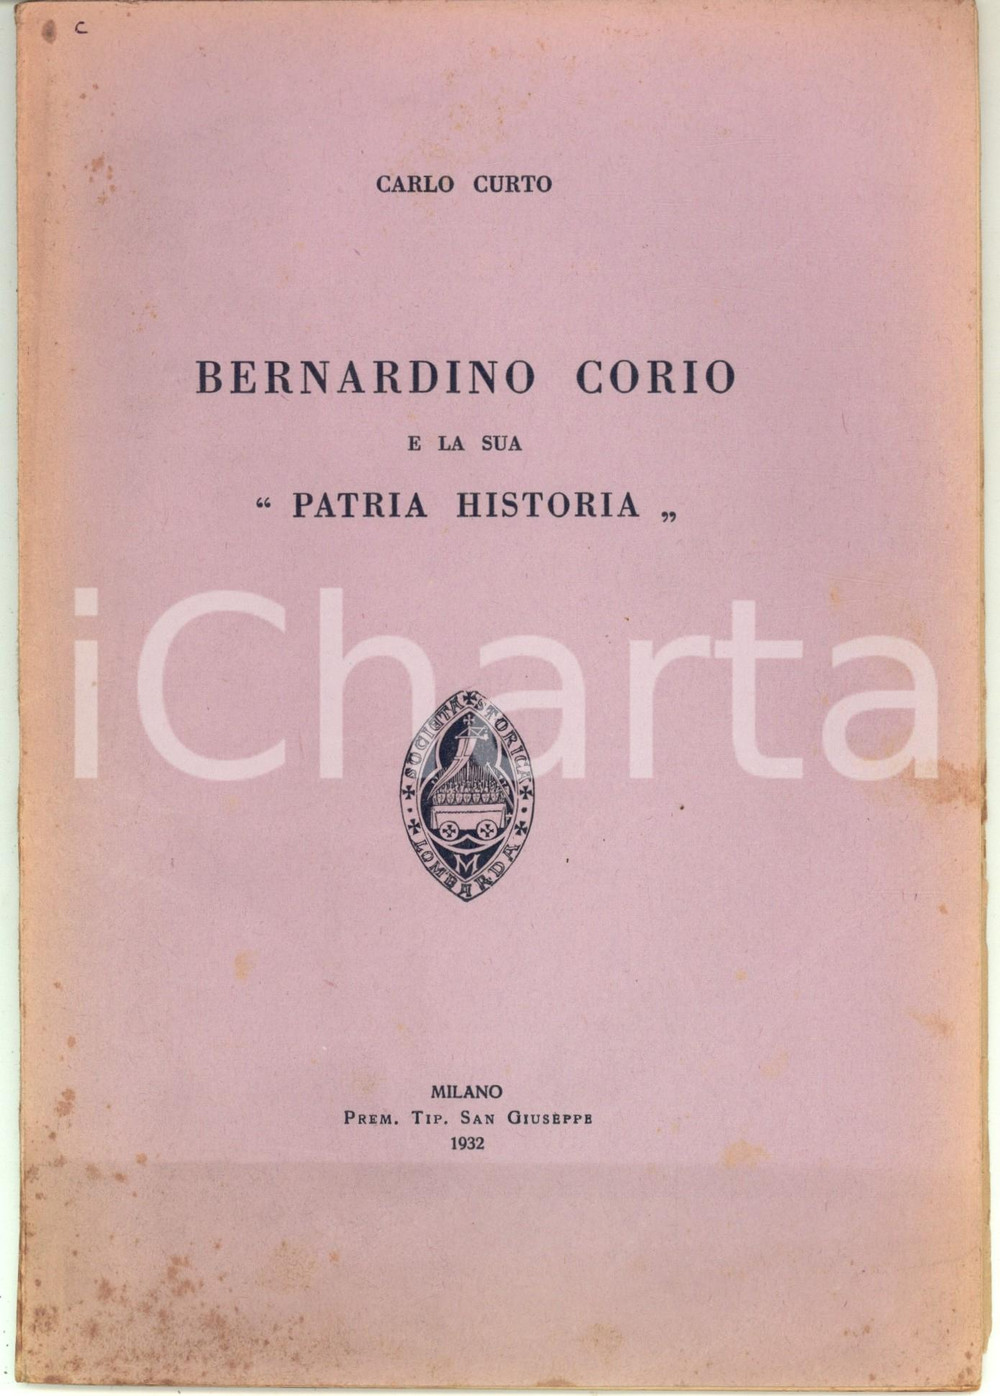 C
CARLO CURTO
BERNARDINO CORIO
E LA SUA
“ PATRIA HISTORIA „
iCharta
SOCIETA STORICA
LOMBARDA
M
MILANO
PREM. TIP. SAN GIUSEPPE
1932